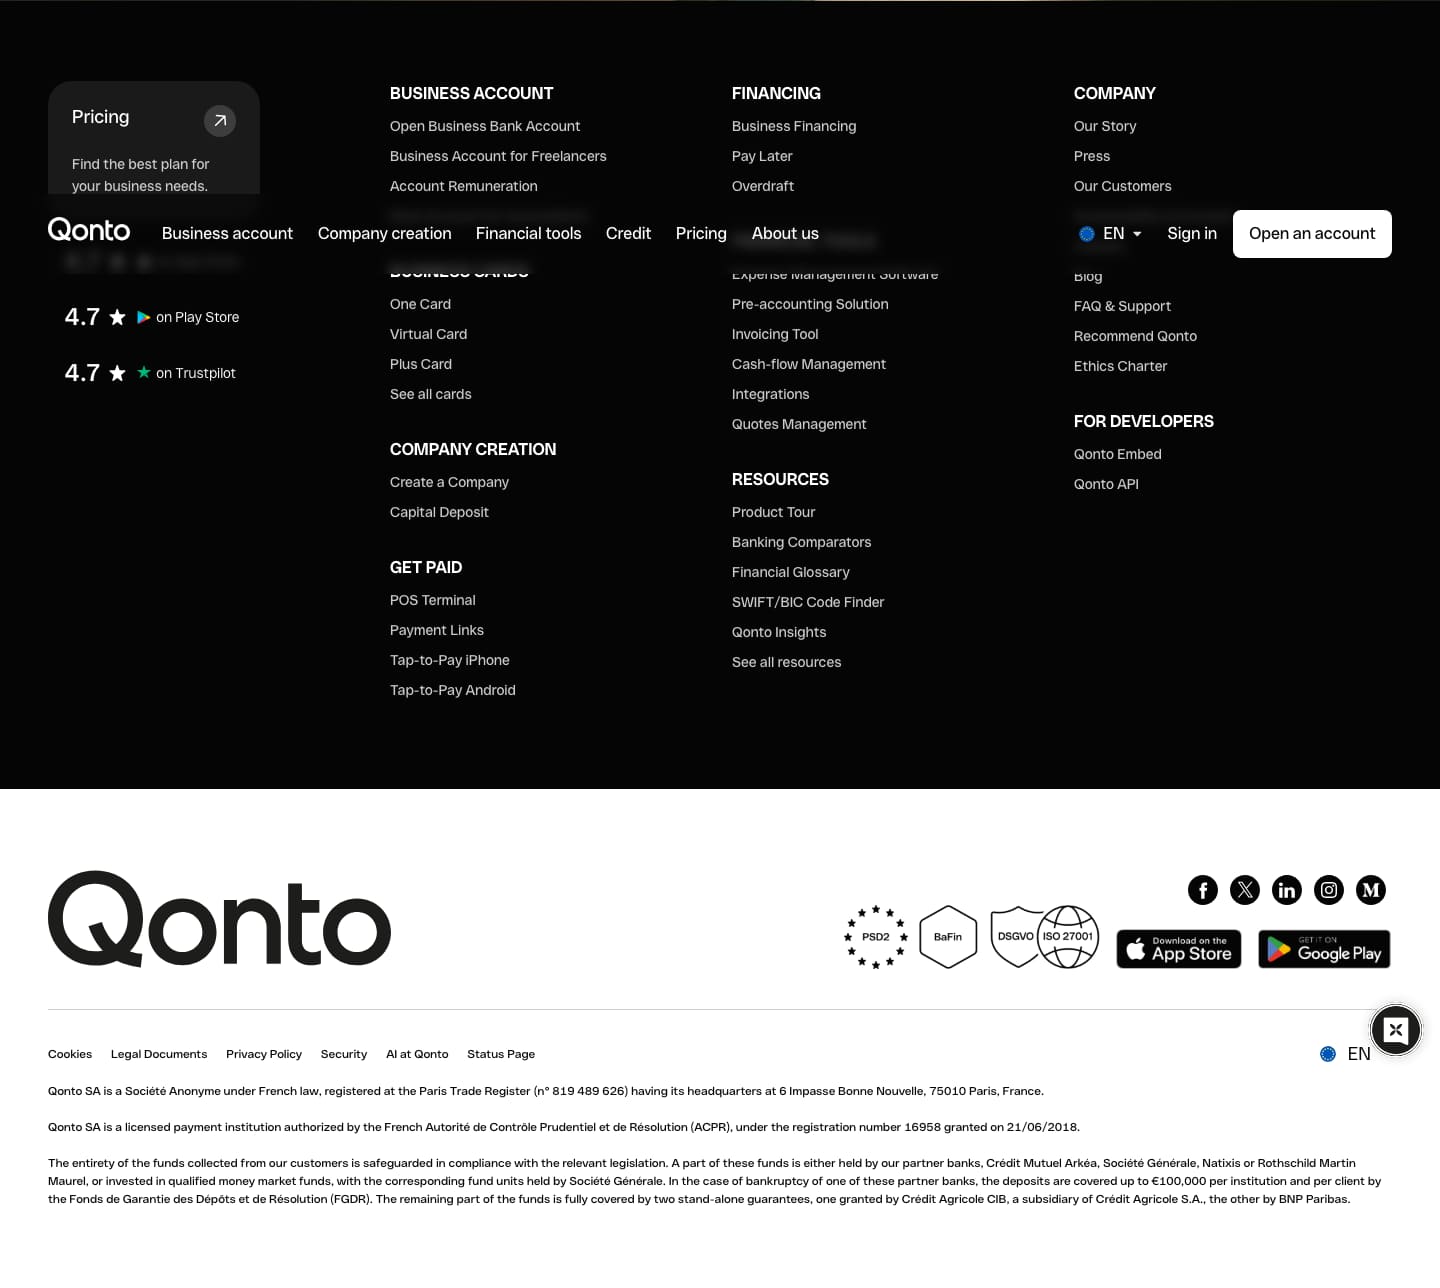 Pricing
Find the best plan for
your business needs.
BUSINESS ACCOUNT
Open Business Bank Account
Business Account for Freelancers
Account Remuneration
FINANCING
Business Financing
Pay Later
Overdraft
COMPANY
Our Story
Press
Our Customers
Qonto
Business account
Company creation
Financial tools
Credit
Pricing
About us
EN
Sign in
Open an account
4.7 on Play Store
4.7 on Trustpilot
BUSINESS CARDS
One Card
Virtual Card
Plus Card
See all cards
COMPANY CREATION
Create a Company
Capital Deposit
GET PAID
POS Terminal
Payment Links
Tap-to-Pay iPhone
Tap-to-Pay Android
Expense Management Software
Pre-accounting Solution
Invoicing Tool
Cash-flow Management
Integrations
Quotes Management
RESOURCES
Product Tour
Banking Comparators
Financial Glossary
SWIFT/BIC Code Finder
Qonto Insights
See all resources
Blog
FAQ & Support
Recommend Qonto
Ethics Charter
FOR DEVELOPERS
Qonto Embed
Qonto API
Qonto
PSD2
BaFin
DSGVO
ISO 27001
Download on the
App Store
GET IT ON
Google Play
Cookies
Legal Documents
Privacy Policy
Security
AI at Qonto
Status Page
EN
Qonto SA is a Société Anonyme under French law, registered at the Paris Trade Register (n° 819 489 626) having its headquarters at 6 Impasse Bonne Nouvelle, 75010 Paris, France.
Qonto SA is a licensed payment institution authorized by the French Autorité de Contrôle Prudentiel et de Résolution (ACPR), under the registration number 16958 granted on 21/06/2018.
The entirety of the funds collected from our customers is safeguarded in compliance with the relevant legislation. A part of these funds is either held by our partner banks, Crédit Mutuel Arkéa, Société Générale, Natixis or Rothschild Martin
Maurel, or invested in qualified money market funds, with the corresponding fund units held by Société Générale. In the case of bankruptcy of one of these partner banks, the deposits are covered up to €100,000 per institution and per client by
the Fonds de Garantie des Dépôts et de Résolution (FGDR). The remaining part of the funds is fully covered by two stand-alone guarantees, one granted by Crédit Agricole CIB, a subsidiary of Crédit Agricole S.A., the other by BNP Paribas.